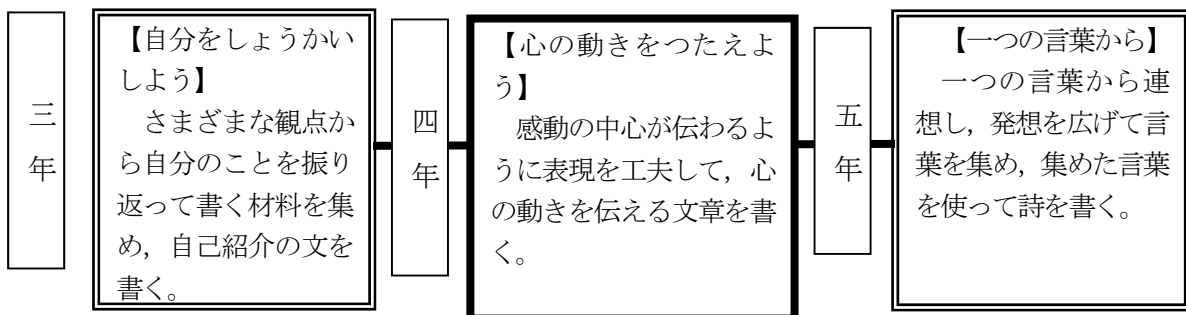 三年
【自分をしょうかい
しよう】
さまざまな観点か
ら自分のことを振り
返って書く材料を集
め，自己紹介の文を
書く。
四年
【心の動きをつたえよ
う】
感動の中心が伝わるよ
うに表現を工夫して，心
の動きを伝える文章を書
く。
五年
【一つの言葉から】
一つの言葉から連
想し，発想を広げて言
葉を集め，集めた言葉
を使って詩を書く。